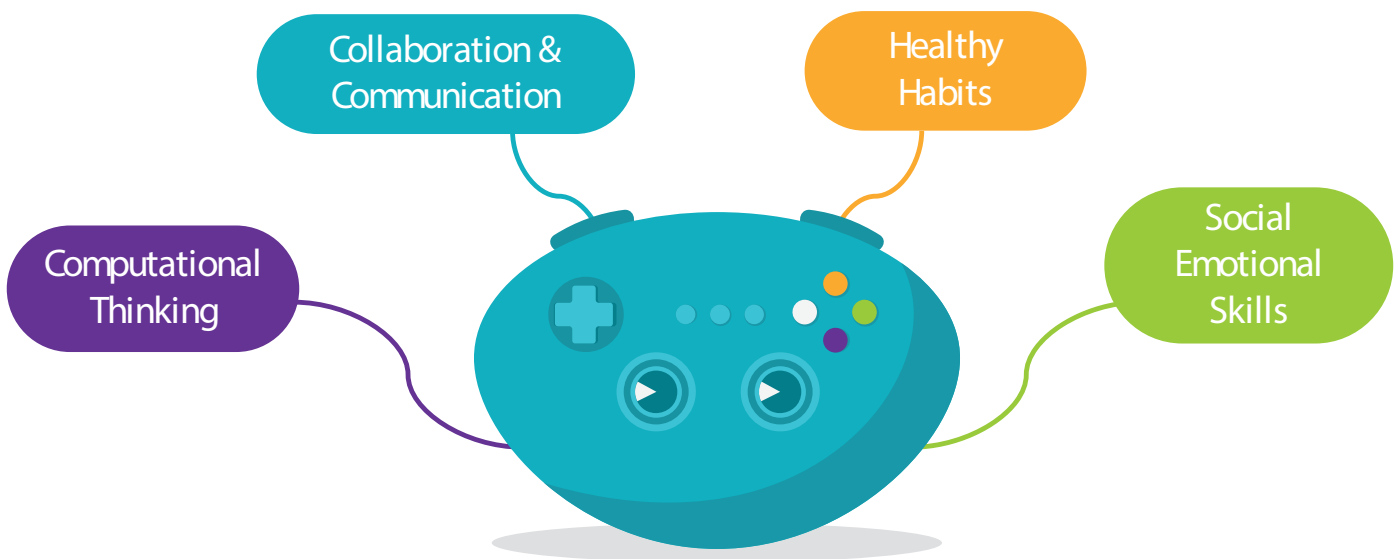 Collaboration &
Communication
Healthy
Habits
Computational
Thinking
Social
Emotional
Skills